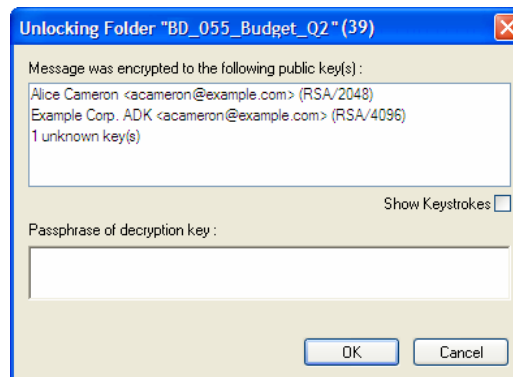 Unlocking Folder "BD_055_Budget_Q2" (39)
Message was encrypted to the following public key(s) :
Alice Cameron <acameron@example.com> (RSA/2048)
Example Corp. ADK <acameron@example.com> (RSA/4096)
1 unknown key(s)
Show Keystrokes
Passphrase of decryption key :
OK Cancel